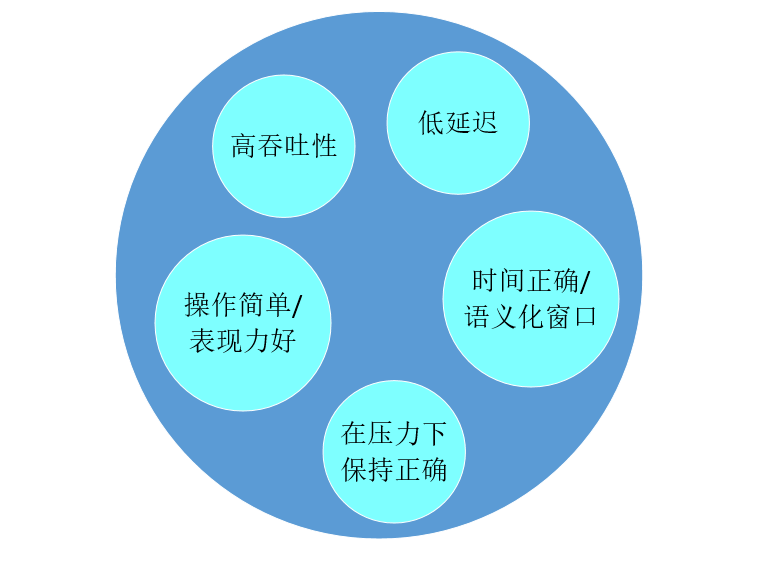 高吞吐性
低延迟
操作简单/
表现力好
时间正确/
语义化窗口
在压力下
保持正确